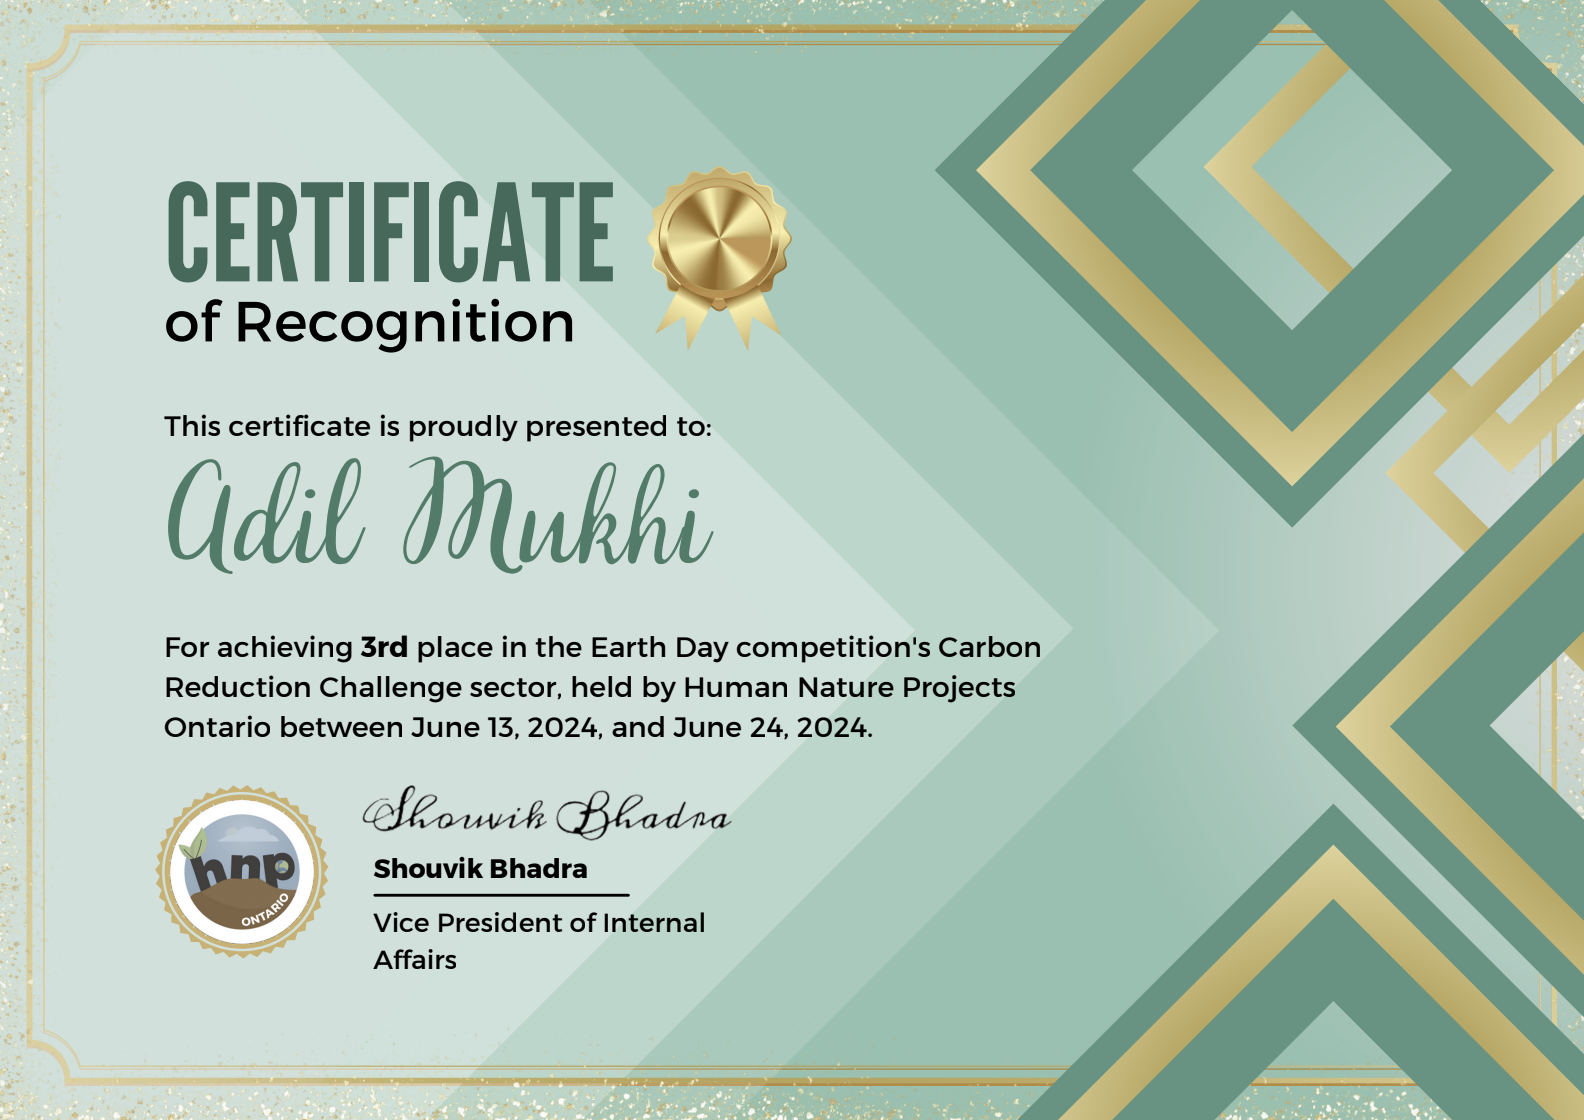 CERTIFICATE
of Recognition
This certificate is proudly presented to:
Adil Mukhi
For achieving 3rd place in the Earth Day competition's Carbon
Reduction Challenge sector, held by Human Nature Projects
Ontario between June 13, 2024, and June 24, 2024.
hnp
ONTARIO
Shouvik Bhadra
Shouvik Bhadra
Vice President of Internal
Affairs